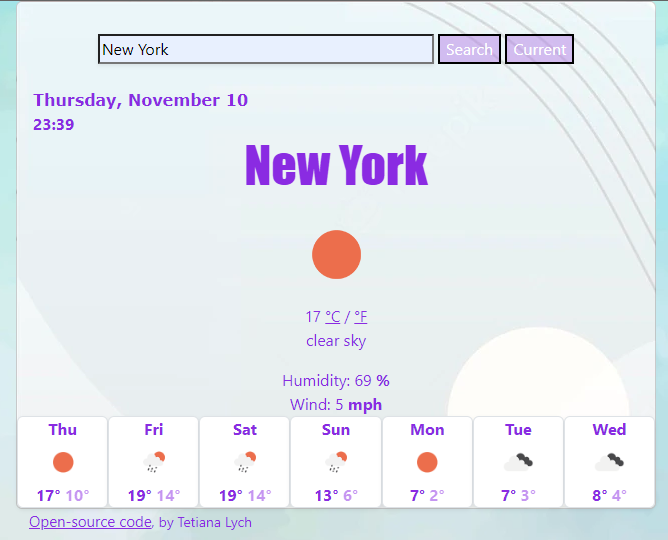 New York Search Current
Thursday, November 10
23:39
New York
17 °C / °F
clear sky
Humidity: 69 %
Wind: 5 mph
Thu Fri Sat Sun Mon Tue Wed
17° 10° 19° 14° 19° 14° 13° 6° 7° 2° 7° 3° 8° 4°
Open-source code, by Tetiana Lych